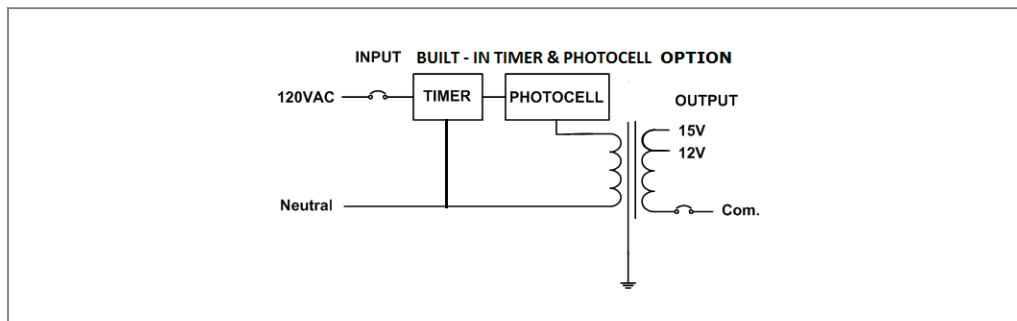 INPUT BUILT - IN TIMER & PHOTOCELL OPTION
120VAC
TIMER
PHOTOCELL
OUTPUT
15V
12V
Neutral
Com.